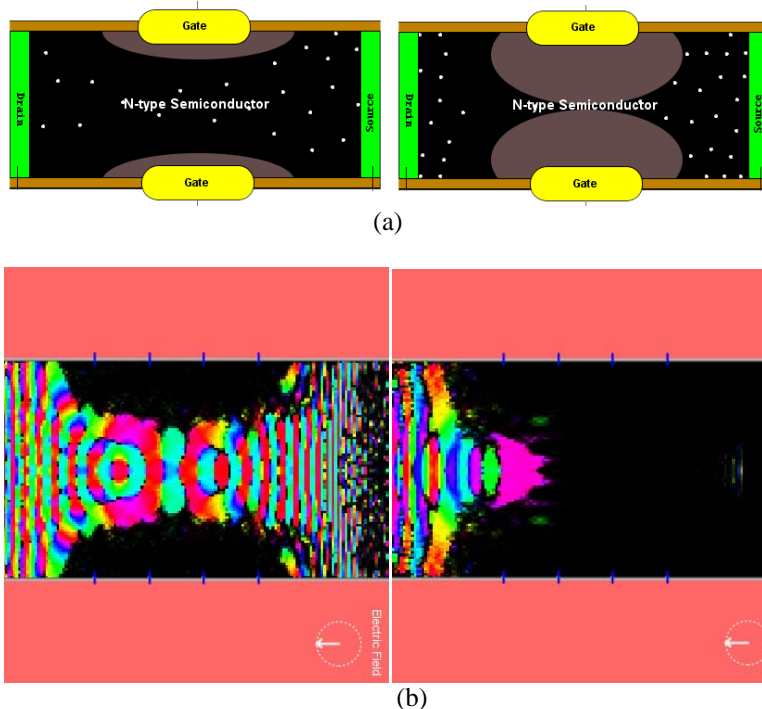 Gate
Drain
N-type Semiconductor
Source
Gate
Gate
Drain
N-type Semiconductor
Source
Gate
(a)
Electric Field
(b)